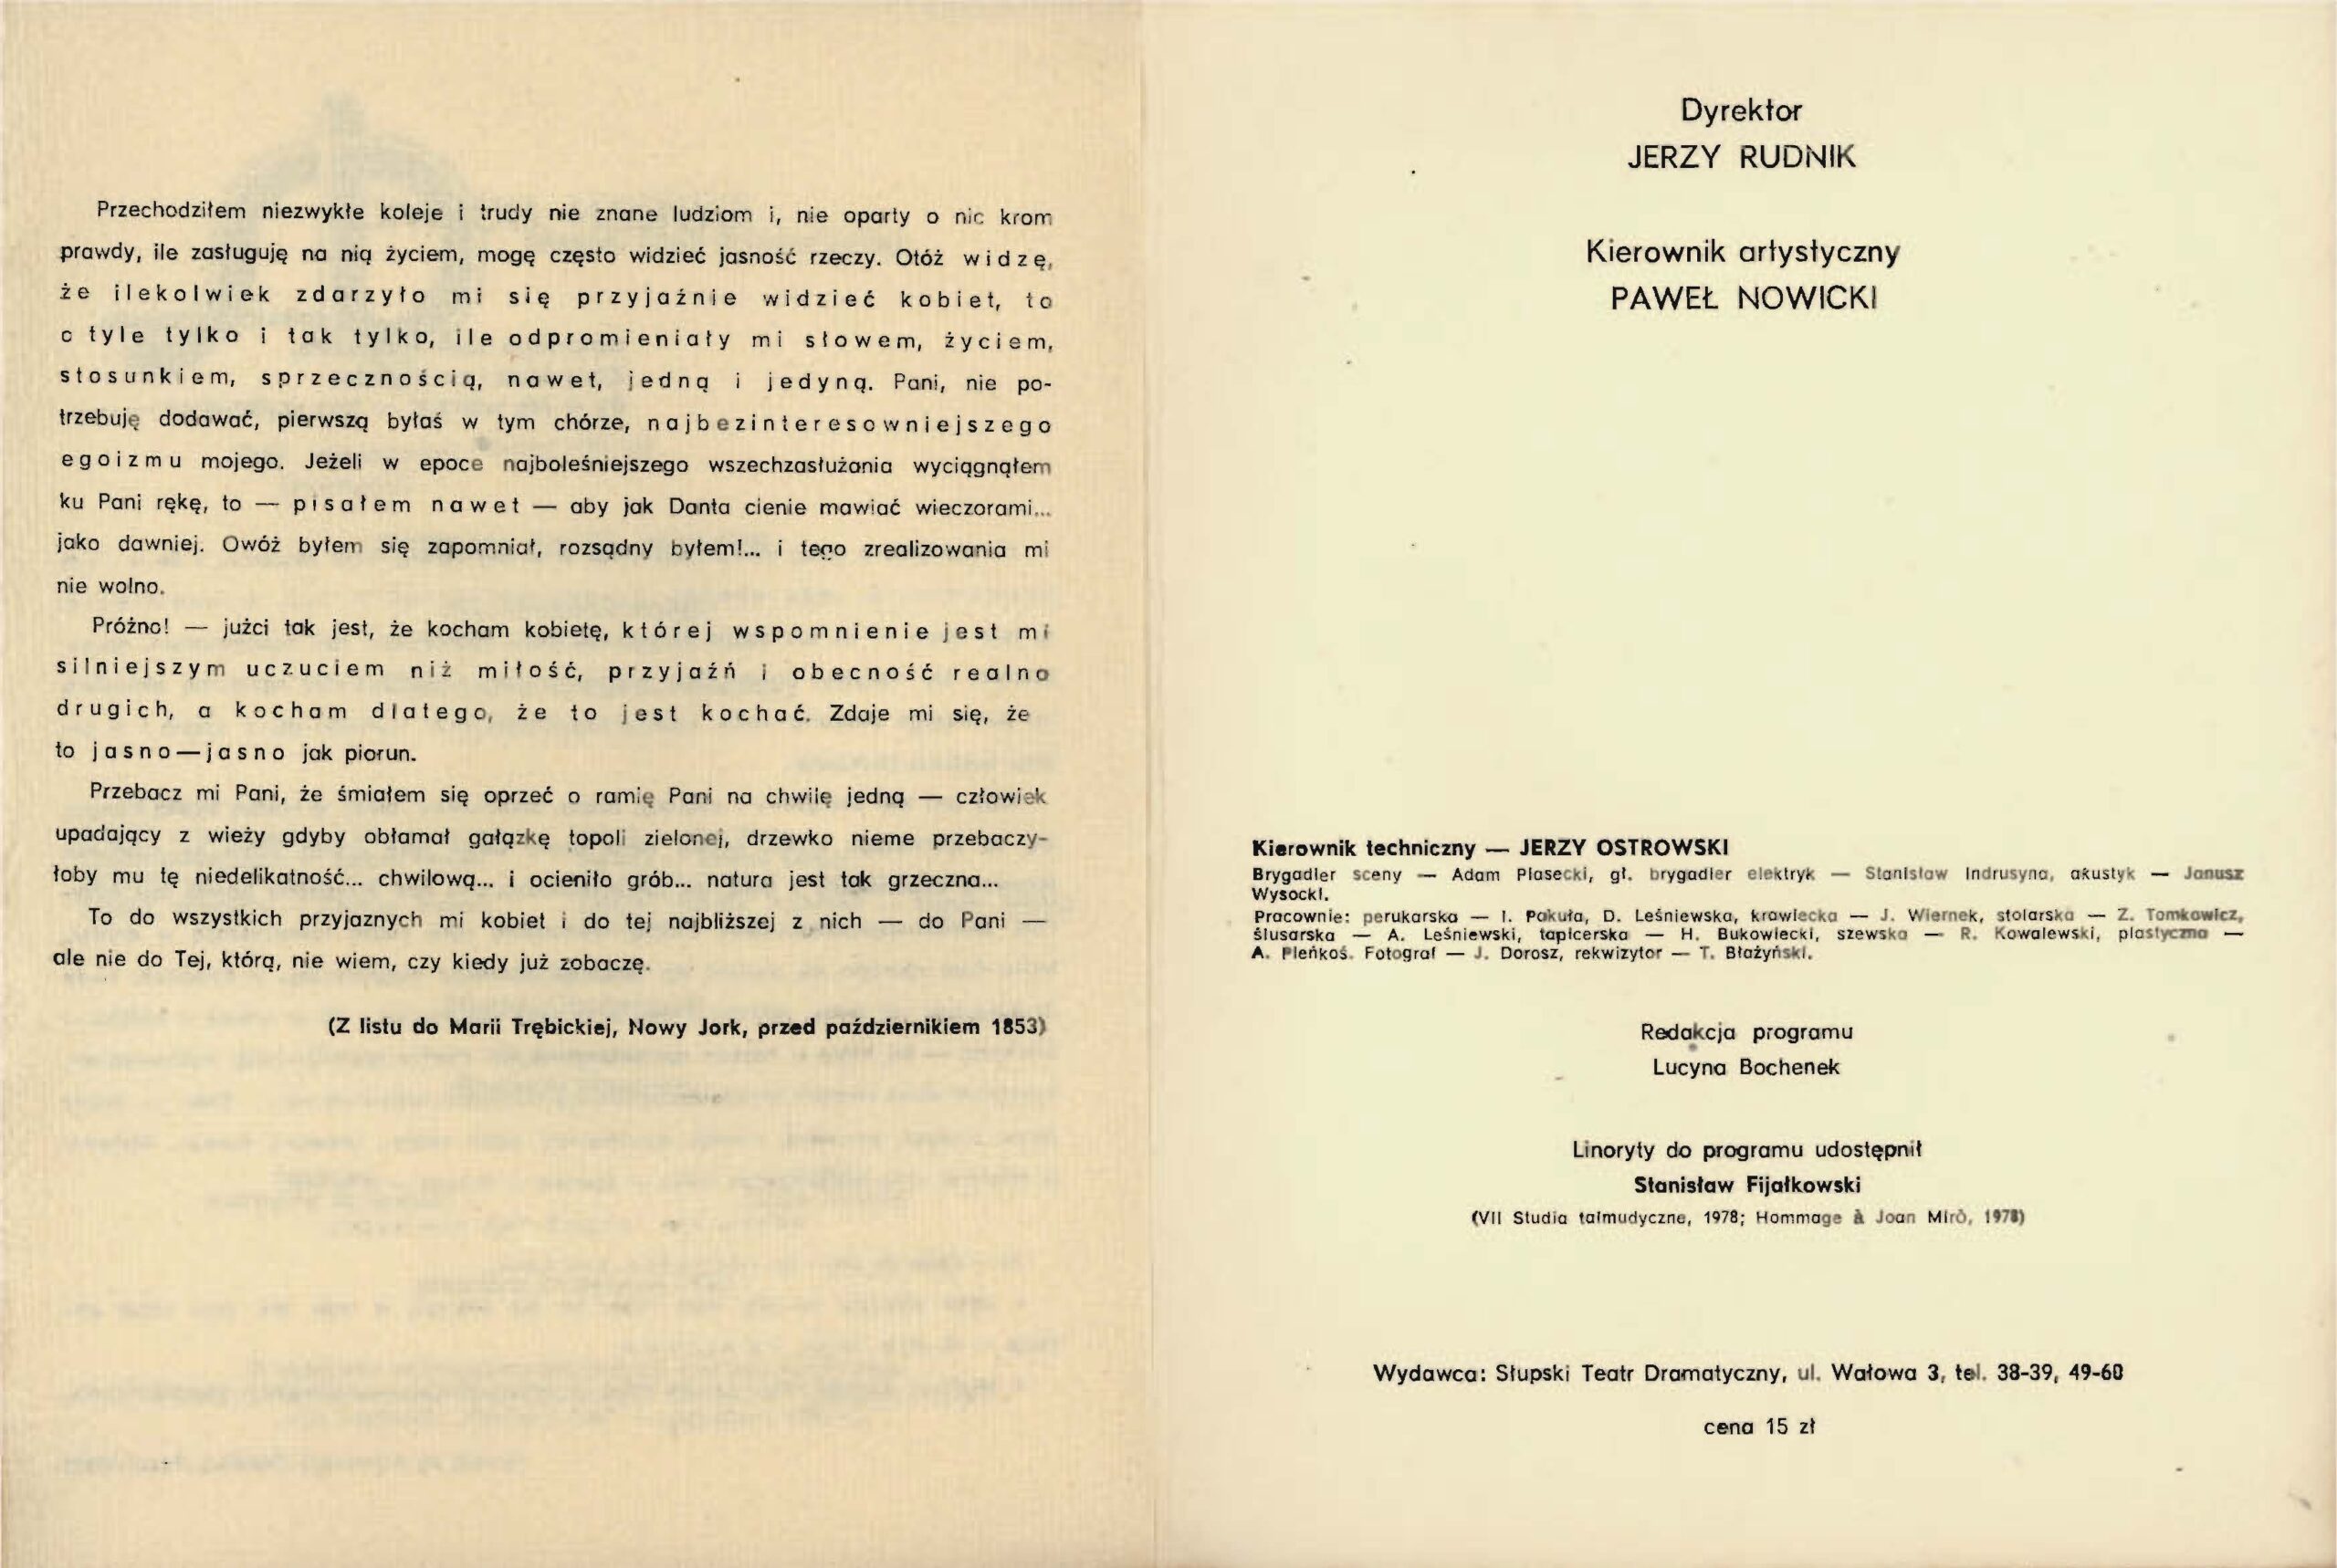 Przechodziłem niezwykłe koleje i trudy nie znane ludziom i, nie oparty o nic krom
prawdy, ile zasługuję na nią życiem, mogę często widzieć jasność rzeczy. Otóż widzę,
że ilekolwiek zdarzyło mi się przyjaźnie widzieć kobiet, to
o tyle tylko i tak tylko, ile odpromieniały mi słowem, życiem,
stosunkiem, sprzecznością, nawet, jedną i jedyną. Pani, nie po-
trzebuję dodawać, pierwszą byłaś w tym chórze, najbezinteresowniejszego
egoizmu mojego. Jeżeli w epoce najboleśniejszego wszechzasłużania wyciągnąłem
ku Pani rękę, to — pisałem nawet — aby jak Danta cienie mawiać wieczorami...
jako dawniej. Owóż byłem się zapomniał, rozsądny byłem!... i tego zrealizowania mi
nie wolno.
Próżno! — jużci tak jest, że kocham kobietę, której wspomnienie jest mi
silniejszym uczuciem niż miłość, przyjaźń i obecność realna
drugich, a kocham dlatego, że to jest kochać. Zdaje mi się, że
to jasno—jasno jak piorun.
Przebacz mi Pani, że śmiałem się oprzeć o ramię Pani na chwilę jedną — człowiek
upadający z wieży gdyby obłamał gałązkę topoli zielonej, drzewko nieme przebaczy-
łoby mu tę niedelikatność... chwilową... i ocieniło grób... natura jest tak grzeczna...
To do wszystkich przyjaznych mi kobiet i do tej najbliższej z nich — do Pani —
ale nie do Tej, którą, nie wiem, czy kiedy już zobaczę.
(Z listu do Marii Trębickiej, Nowy Jork, przed październikiem 1853)
Dyrektor
JERZY RUDNIK
Kierownik artystyczny
PAWEŁ NOWICKI
Kierownik techniczny — JERZY OSTROWSKI
Brygadier sceny — Adam Piasecki, gł. brygadier elektryk — Stanisław Indrusyna, akustyk — Janusz
Wysocki.
Pracownie: perukarska — I. Pakuła, D. Leśniewska, krawiecka — J. Wiernek, stolarska — Z. Tomkowicz,
ślusarska — A. Leśniewski, tapicerska — H. Bukowiecki, szewska — R. Kowalewski, plastyczna —
A. Pieńkoś. Fotograf — J. Dorosz, rekwizytor — T. Błażyński.
Redakcja programu
Lucyna Bochenek
Linoryty do programu udostępnił
Stanisław Fijałkowski
(VII Studia talmudyczne, 1978; Hommage à Joan Mirò, 1978)
Wydawca: Słupski Teatr Dramatyczny, ul. Wałowa 3, tel. 38-39, 49-60
cena 15 zł